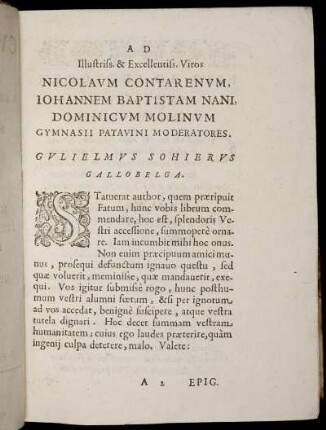 A D
Illustriss. & Excellentiss. Viros
NICOLAVM CONTARENVM,
IOHANNEM BAPTISTAM NANI,
DOMINICVM MOLINVM
GYMNASII PATAVINI MODERATORES.
GVLIELMVS SOHIERVS
GALLOBELGA.
STatuerat author, quem præripuit
Fatum, hunc vobis librum com-
mendare, hoc est, splendoris Ve-
stri accessione, summopere orna-
re. Iam incumbit mihi hoc onus.
Non enim præcipuum amici mu-
nus, prosequi defunctum ignauo questu, sed
quæ voluerit, meminisse, quæ mandauerit, exe-
qui. Vos igitur submisse rogo, hunc posthu-
mum vestri alumni fœtum, &si per ignotum,
ad vos accedat, benignè suscipere, atque vestra
tutela dignari. Hoc decet summam vestram
humanitatem: cuius ego laudes præterire, quàm
ingenij culpa deterere, malo. Valete:
A 2 EPIG.